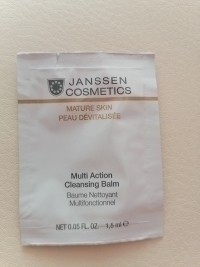 JANSSEN
COSMETICS
MATURE SKIN
PEAU DÉVITALISÉE
Multi Action
Cleansing Balm
Baume Nettoyant
Multifonctionnel
NET 0.05 FL. OZ. 1,5 ml ℮